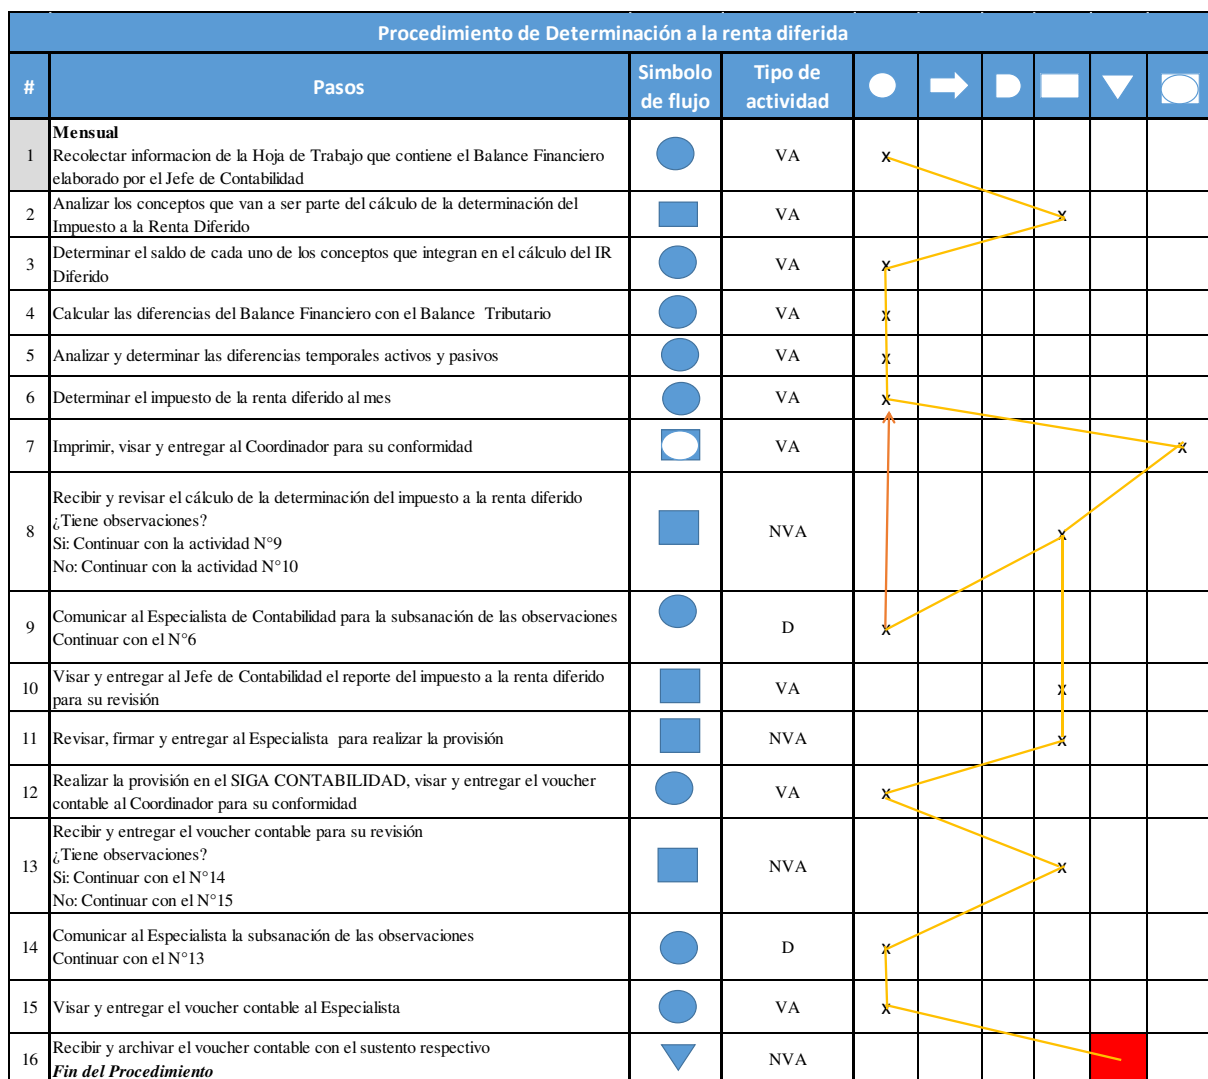 Procedimiento de Determinación a la renta diferida
# Pasos Simbolo de flujo Tipo de actividad
Mensual
1 Recolectar informacion de la Hoja de Trabajo que contiene el Balance Financiero VA x
elaborado por el Jefe de Contabilidad
2 Analizar los conceptos que van a ser parte del cálculo de la determinación del VA x
Impuesto a la Renta Diferido
3 Determinar el saldo de cada uno de los conceptos que integran en el cálculo del IR VA x
Diferido
4 Calcular las diferencias del Balance Financiero con el Balance Tributario VA x
5 Analizar y determinar las diferencias temporales activos y pasivos VA x
6 Determinar el impuesto de la renta diferido al mes VA x
7 Imprimir, visar y entregar al Coordinador para su conformidad VA x
Recibir y revisar el cálculo de la determinación del impuesto a la renta diferido
¿Tiene observaciones?
8 Si: Continuar con la actividad N°9 NVA x
No: Continuar con la actividad N°10
9 Comunicar al Especialista de Contabilidad para la subsanación de las observaciones D x
Continuar con el N°6
10 Visar y entregar al Jefe de Contabilidad el reporte del impuesto a la renta diferido VA x
para su revisión
11 Revisar, firmar y entregar al Especialista para realizar la provisión NVA x
12 Realizar la provisión en el SIGA CONTABILIDAD, visar y entregar el voucher VA x
contable al Coordinador para su conformidad
Recibir y entregar el voucher contable para su revisión
¿Tiene observaciones?
13 Si: Continuar con el N°14 NVA x
No: Continuar con el N°15
14 Comunicar al Especialista la subsanación de las observaciones D x
Continuar con el N°13
15 Visar y entregar el voucher contable al Especialista VA x
16 Recibir y archivar el voucher contable con el sustento respectivo NVA
Fin del Procedimiento